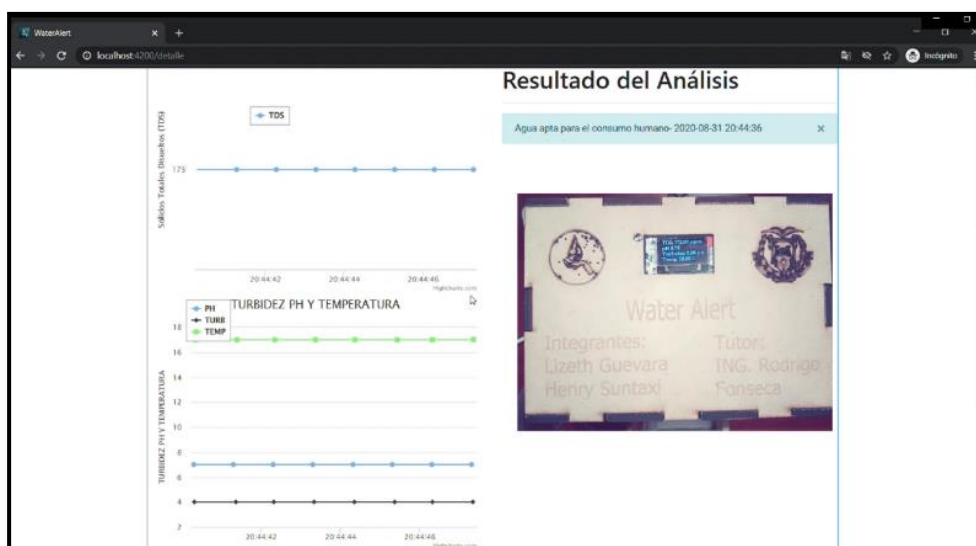 WaterAlert
localhost:4200/detalle
Incógnito
Solidos Totales Disueltos (TDS)
TDS
175
20:44:42
20:44:44
20:44:46
Highcharts.com
TURBIDEZ PH Y TEMPERATURA
PH
TURB
TEMP
TURBIDEZ PH Y TEMPERATURA
18
16
14
12
10
8
6
4
2
20:44:42
20:44:44
20:44:46
Highcharts.com
Resultado del Análisis
Agua apta para el consumo humano- 2020-08-31 20:44:36
Water Alert
Integrantes:
Lizeth Guevara
Henry Suntaxi
Tutor:
ING. Rodrigo
Fonseca